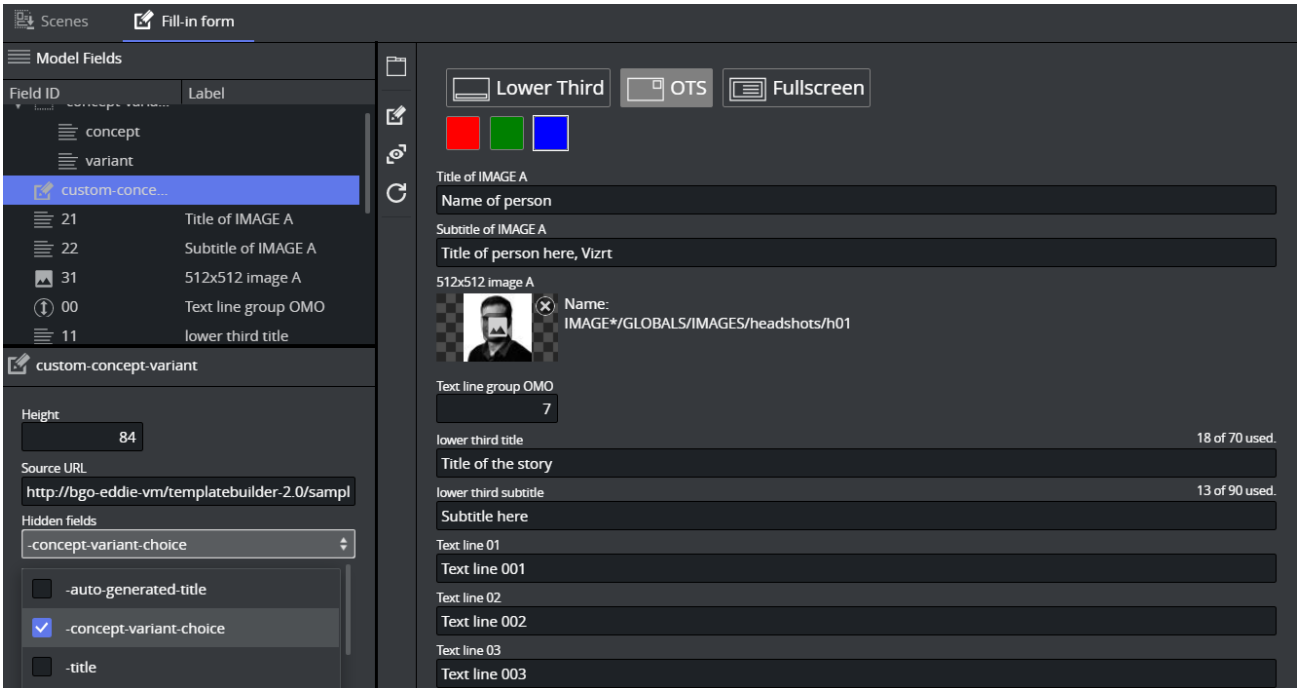 Scenes
Fill-in form
Model Fields
Field ID Label
concept-varia...
concept
variant
custom-conce...
21 Title of IMAGE A
22 Subtitle of IMAGE A
31 512x512 image A
00 Text line group OMO
11 lower third title
custom-concept-variant
Height
84
Source URL
http://bgo-eddie-vm/templatebuilder-2.0/sampl
Hidden fields
-concept-variant-choice
-auto-generated-title
-concept-variant-choice
-title
Lower Third
OTS
Fullscreen
Title of IMAGE A
Name of person
Subtitle of IMAGE A
Title of person here, Vizrt
512x512 image A
Name:
IMAGE*/GLOBALS/IMAGES/headshots/h01
Text line group OMO
7
lower third title 18 of 70 used.
Title of the story
lower third subtitle 13 of 90 used.
Subtitle here
Text line 01
Text line 001
Text line 02
Text line 002
Text line 03
Text line 003